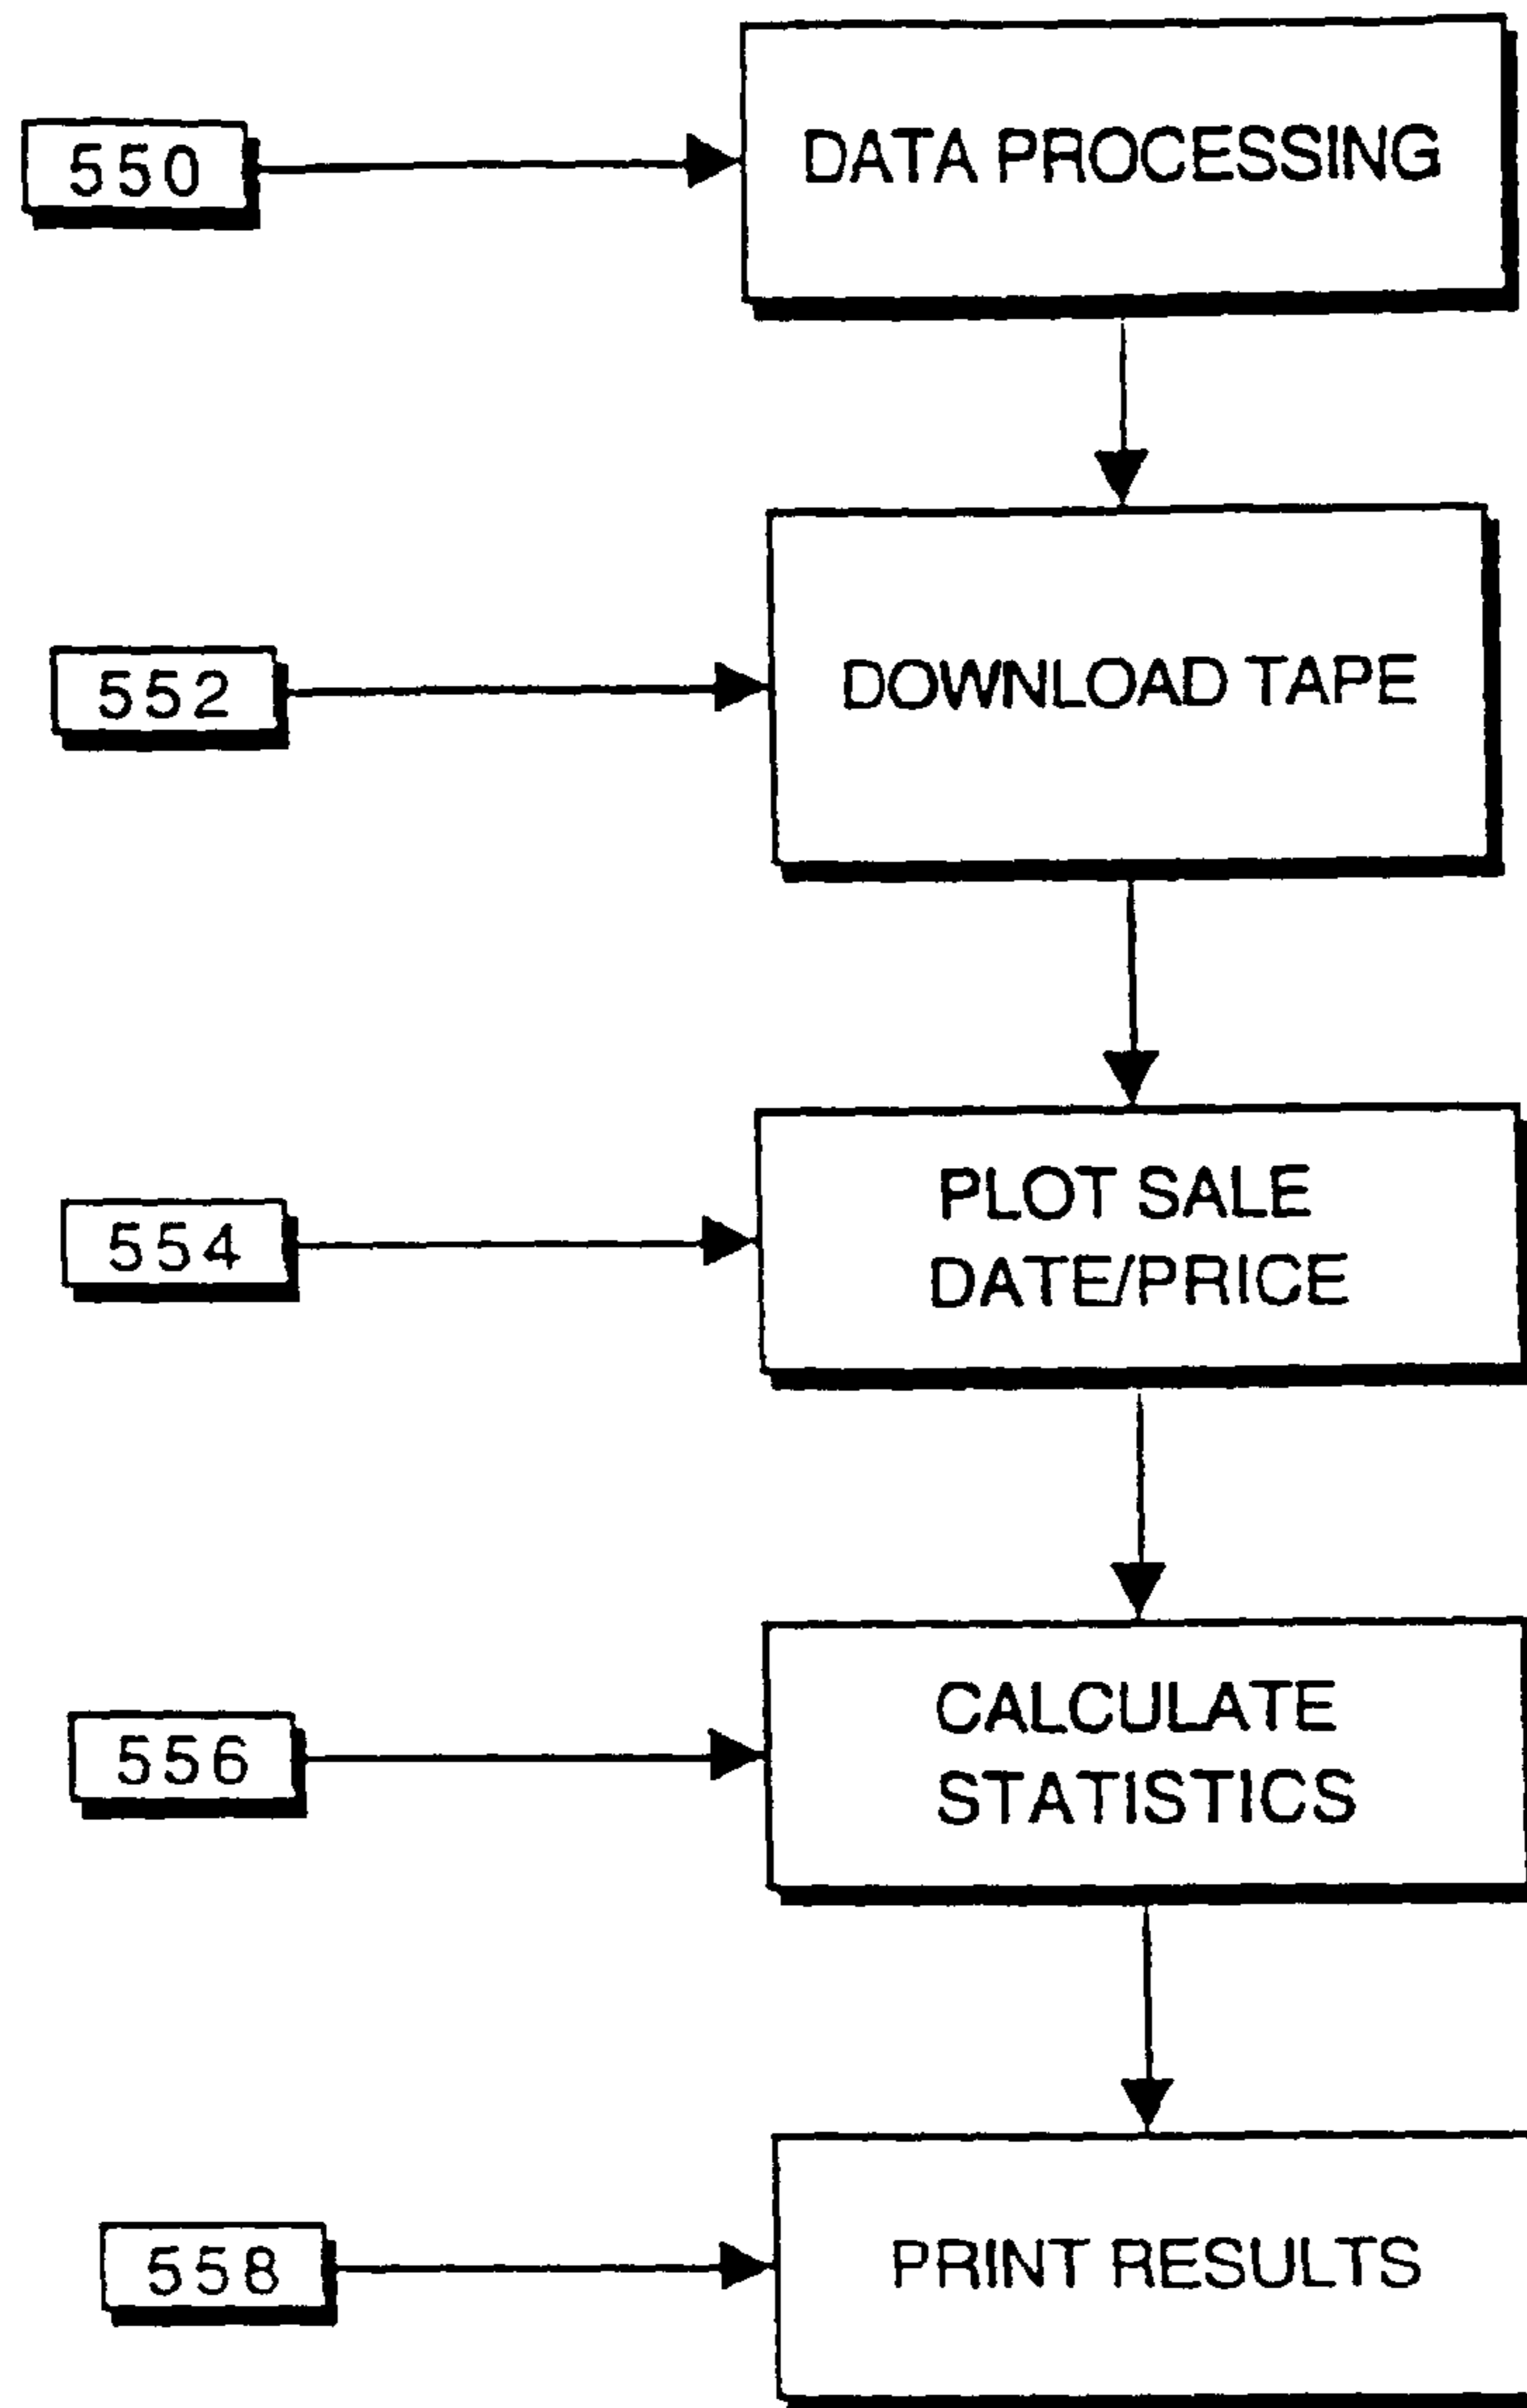 550
DATA PROCESSING
552
DOWNLOAD TAPE
554
PLOT SALE
DATE/PRICE
556
CALCULATE
STATISTICS
558
PRINT RESULTS